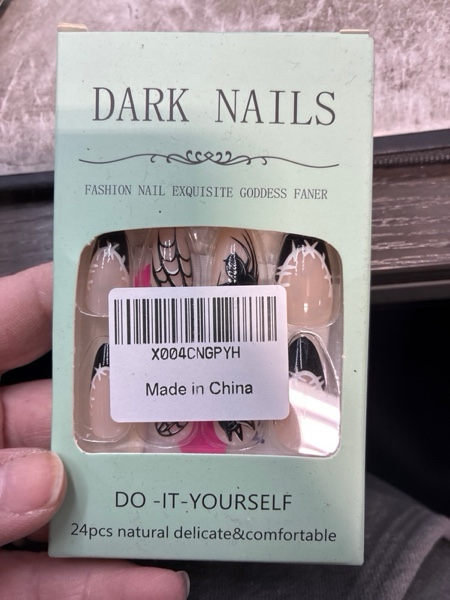 DARK NAILS
FASHION NAIL EXQUISITE GODDESS FANER
X004CNGPYH
Made in China
DO -IT-YOURSELF
24pcs natural delicate&comfortable